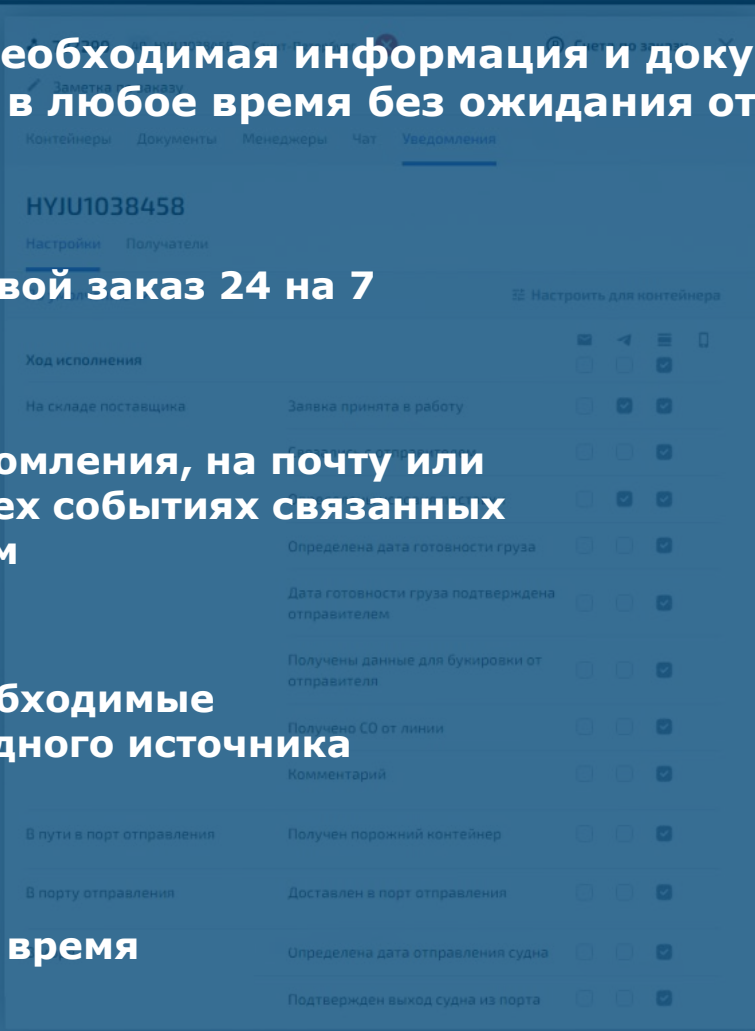 еобходимая информация и доку
Заметка
в любое время без ожидания от
Контейнеры Документы Менеджеры Чат Уведомления
HYJU1038458
Настройки Получатели
вой заказ 24 на 7
Настроить для контейнера
Ход исполнения
На складе поставщика Заявка принята в работу
омления, на почту или
ех событиях связанных
Определена дата готовности груза
м
Дата готовности груза подтверждена
отправителем
Получены данные для букировки от
отправителя
бходимые
Получено СО от линии
дного источника
Комментарий
В пути в порт отправления Получен порожний контейнер
В порту отправления Доставлен в порт отправления
время
Определена дата отправления судна
Подтвержден выход судна из порта